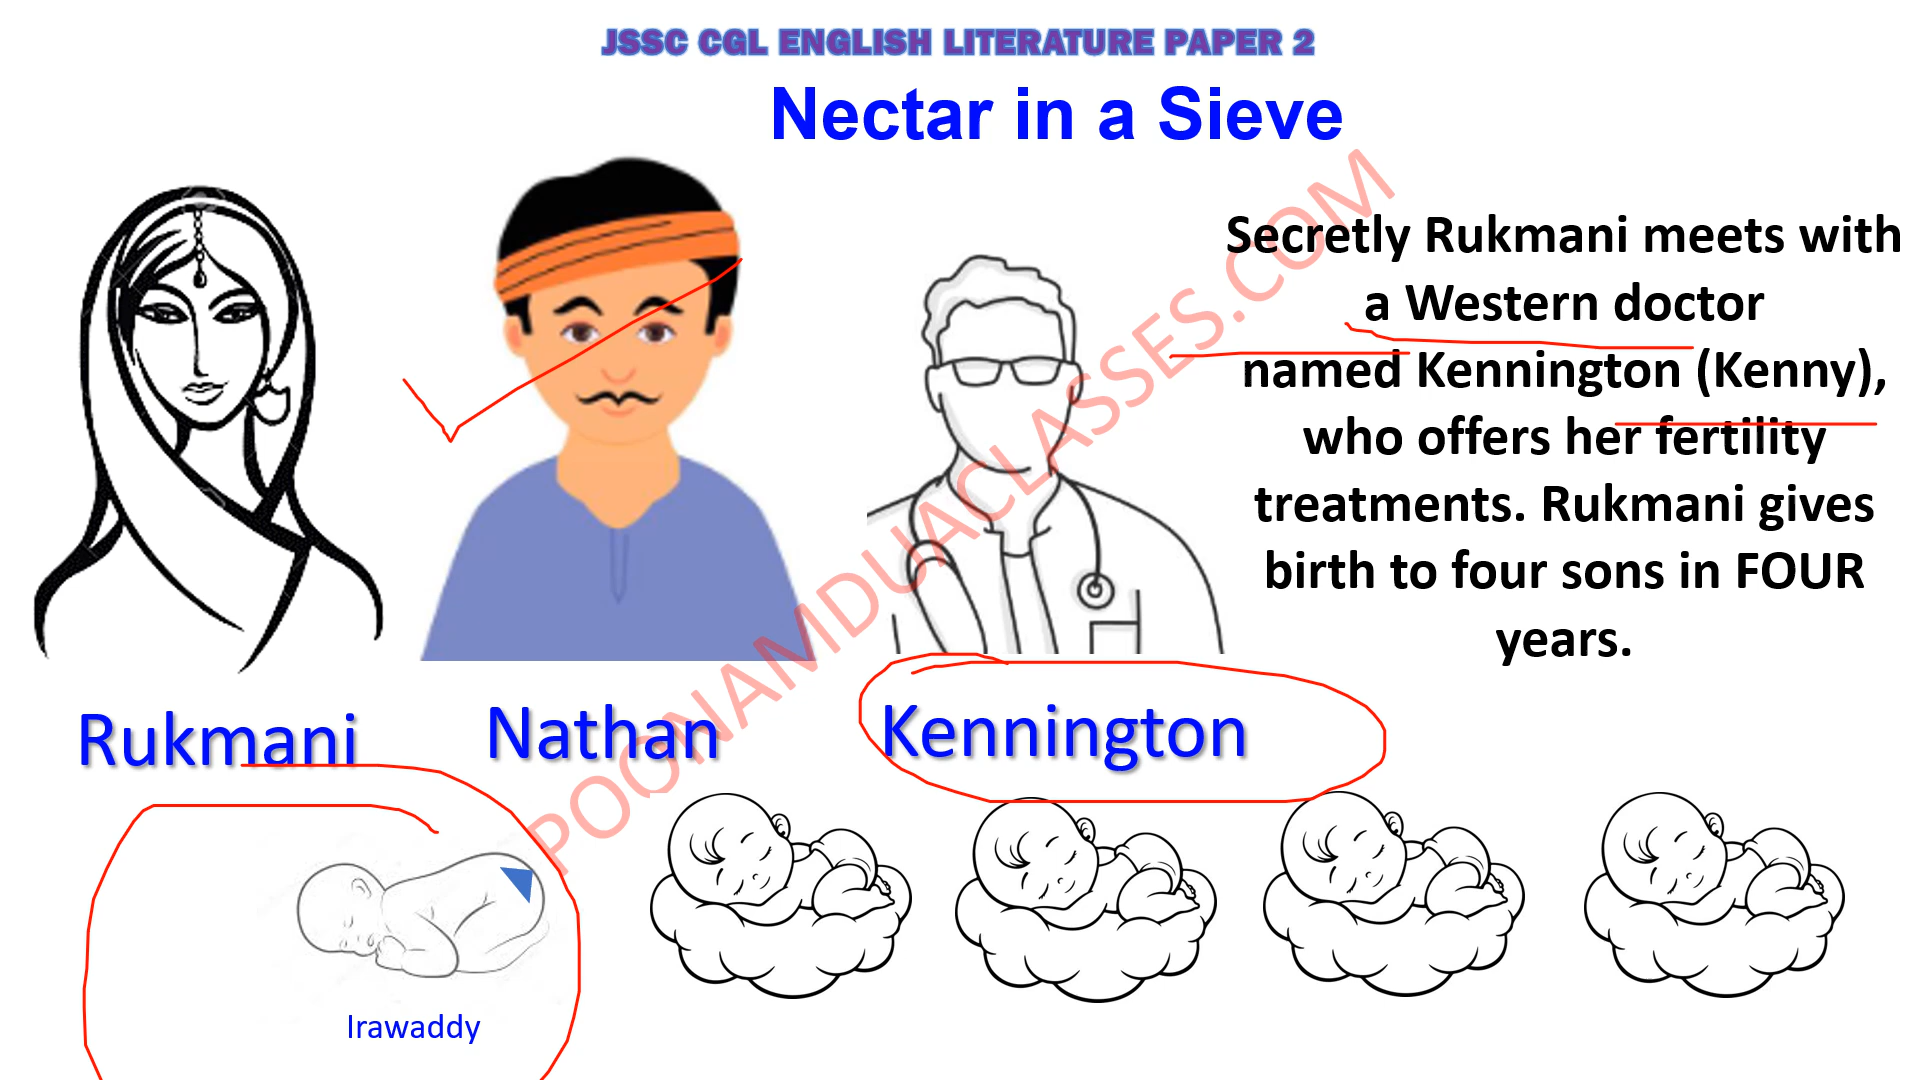 JSSC CGL ENGLISH LITERATURE PAPER 2
Nectar in a Sieve
Secretly Rukmani meets with
a Western doctor
named Kennington (Kenny),
who offers her fertility
treatments. Rukmani gives
birth to four sons in FOUR
years.
POONAMDUACLASSES.COM
Rukmani
Nathan
Kennington
Irawaddy